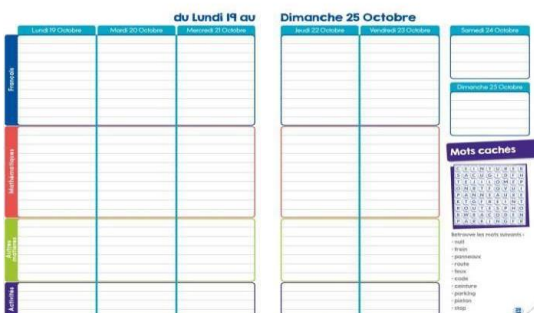 du Lundi 19 au Dimanche 25 Octobre
Lundi 19 Octobre
Mardi 20 Octobre
Mercredi 21 Octobre
Jeudi 22 Octobre
Vendredi 23 Octobre
Samedi 24 Octobre
Français
Dimanche 25 Octobre
Mathématiques
Mots cachés
Autres matières
Retrouve les mots suivants :
- nuit
- frein
- panneaux
- route
- feux
- code
- ceinture
- parking
- piéton
- stop
Activités